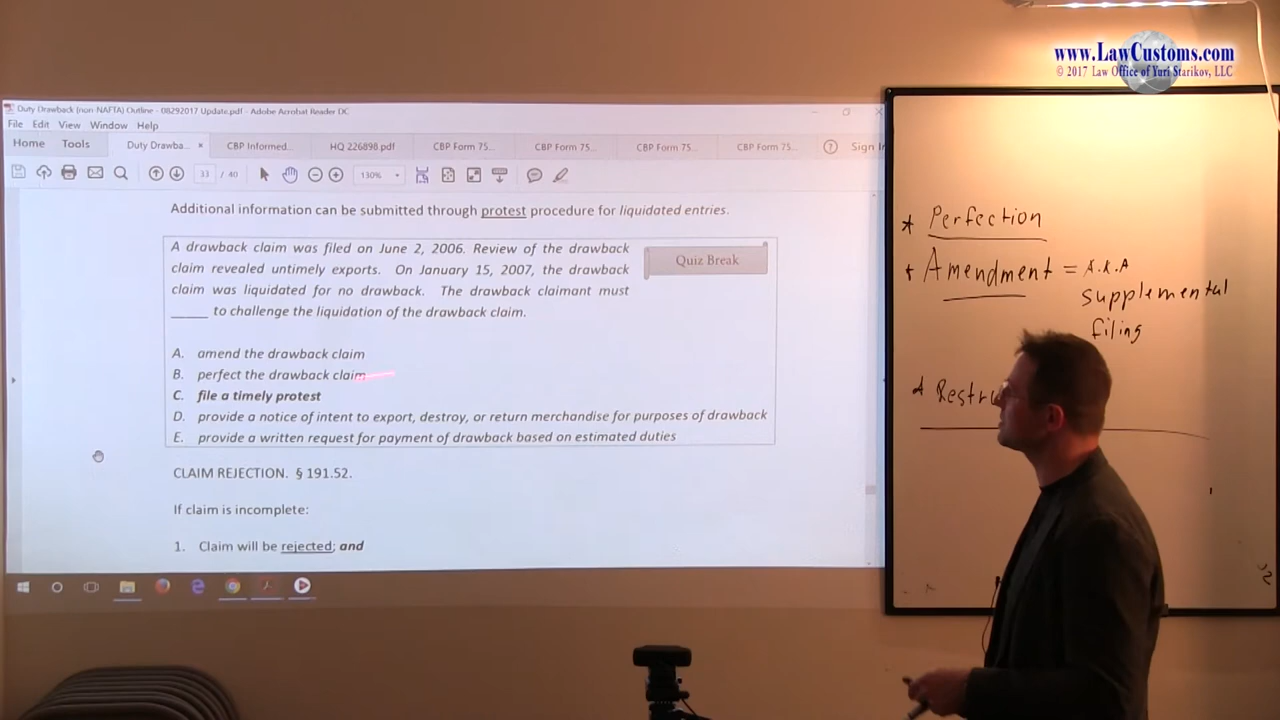 www.LawCustoms.com
© 2017 Law Office of Yuri Starikov, LLC
Duty Drawback (non-NAFTA) Outline - 08292017 Update.pdf - Adobe Acrobat Reader DC
File Edit View Window Help
Home Tools Duty Drawba... × CBP Informed... HQ 226898.pdf CBP Form 75... CBP Form 75... CBP Form 75... CBP Form 75... Sign In
33 / 40 130%
Additional information can be submitted through protest procedure for liquidated entries.
A drawback claim was filed on June 2, 2006. Review of the drawback
claim revealed untimely exports. On January 15, 2007, the drawback
claim was liquidated for no drawback. The drawback claimant must
_____ to challenge the liquidation of the drawback claim.
Quiz Break
A. amend the drawback claim
B. perfect the drawback claim
C. file a timely protest
D. provide a notice of intent to export, destroy, or return merchandise for purposes of drawback
E. provide a written request for payment of drawback based on estimated duties
CLAIM REJECTION. § 191.52.
If claim is incomplete:
1. Claim will be rejected; and
* Perfection
* Amendment = A.K.A
supplemental
filing
* Restr